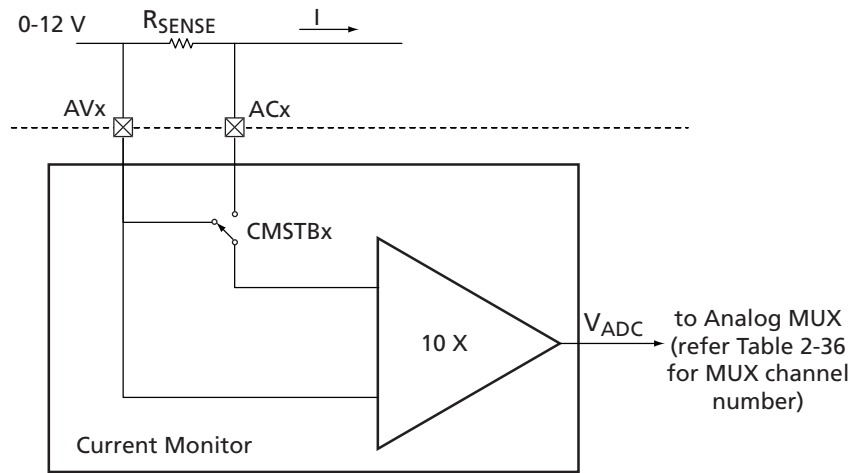 0-12 V
RSENSE
I
AVx
ACx
CMSTBx
10 X
VADC
to Analog MUX
(refer Table 2-36
for MUX channel
number)
Current Monitor